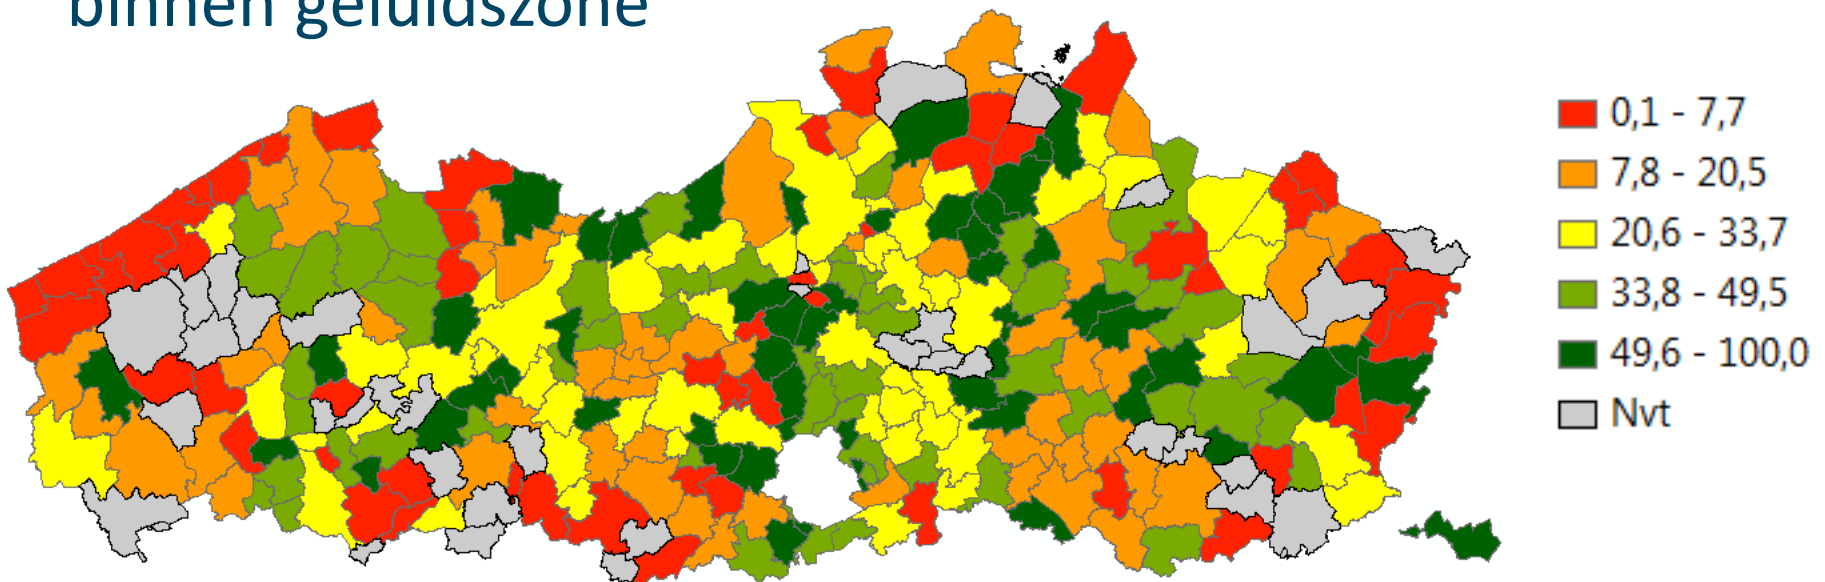 binnen geluidszone
0,1 - 7,7
7,8 - 20,5
20,6 - 33,7
33,8 - 49,5
49,6 - 100,0
Nvt